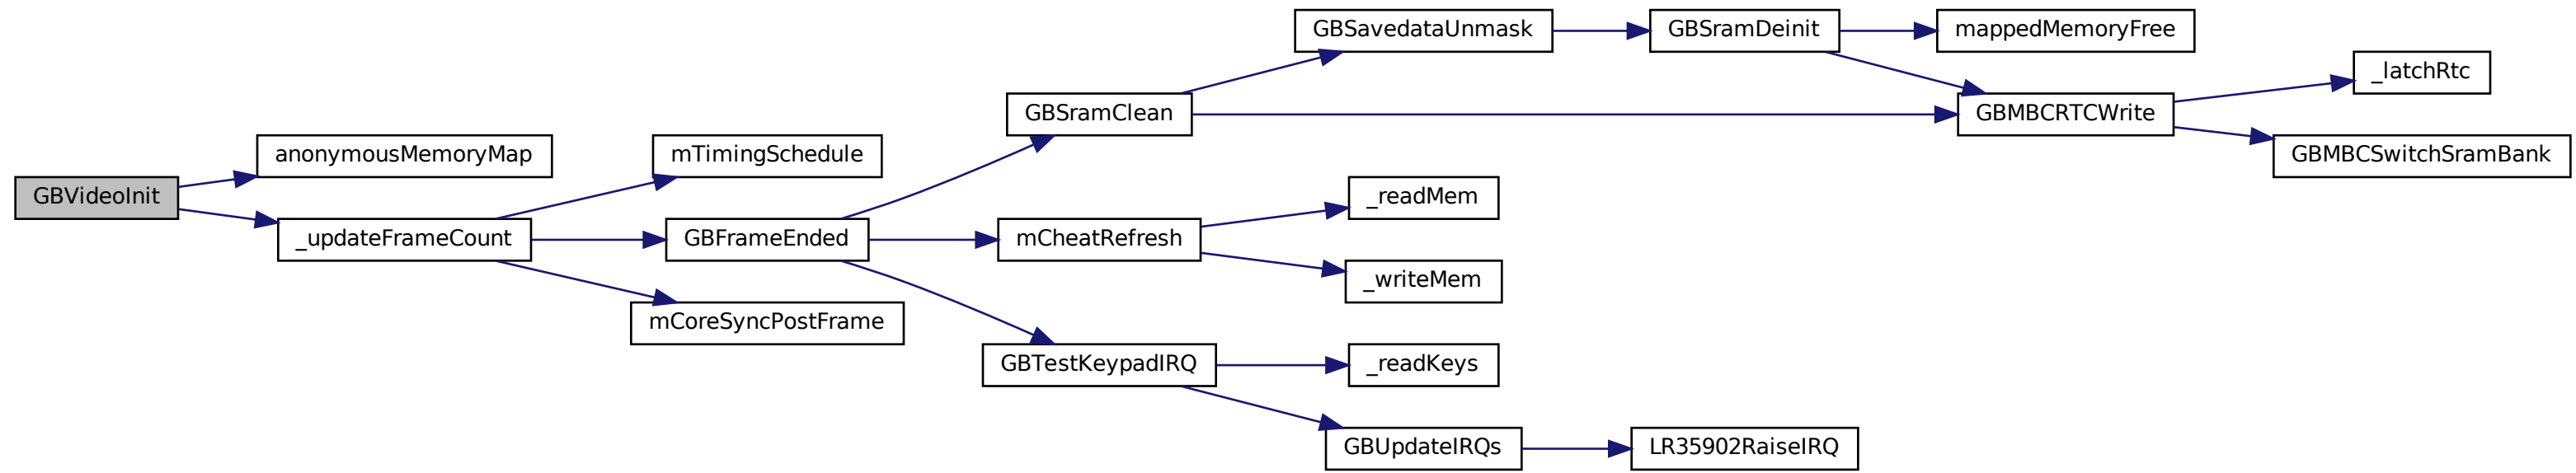 GBVideoInit
anonymousMemoryMap
_updateFrameCount
mTimingSchedule
GBFrameEnded
mCoreSyncPostFrame
GBSramClean
mCheatRefresh
GBTestKeypadIRQ
GBSavedataUnmask
_readMem
_writeMem
_readKeys
GBUpdateIRQs
GBSramDeinit
LR35902RaiseIRQ
mappedMemoryFree
GBMBCRTCWrite
_latchRtc
GBMBCSwitchSramBank